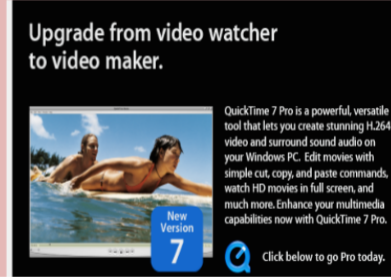 Upgrade from video watcher
to video maker.
QuickTime 7 Pro is a powerful, versatile
tool that lets you create stunning H.264
video and surround sound audio on
your Windows PC. Edit movies with
simple cut, copy, and paste commands,
watch HD movies in full screen, and
much more. Enhance your multimedia
capabilities now with QuickTime 7 Pro.
New
Version
7
Click below to go Pro today.